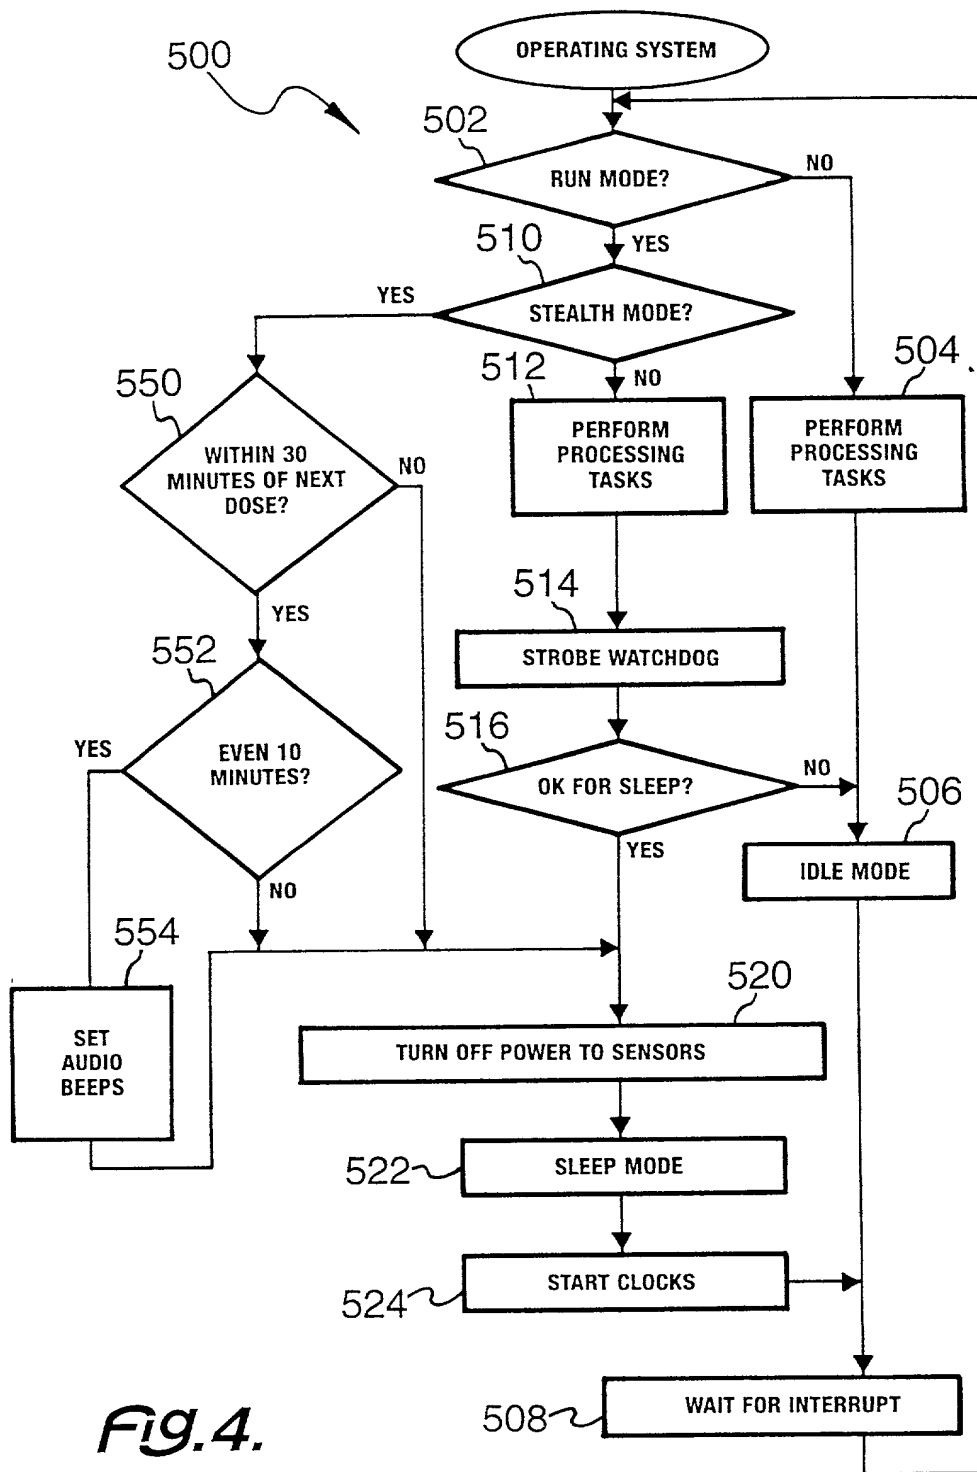 OPERATING SYSTEM
500
502
RUN MODE?
NO
YES
510
YES
STEALTH MODE?
NO
512
504
550
PERFORM
PROCESSING
TASKS
PERFORM
PROCESSING
TASKS
WITHIN 30
MINUTES OF NEXT
DOSE?
NO
YES
514
STROBE WATCHDOG
552
YES
EVEN 10
MINUTES?
NO
516
OK FOR SLEEP?
NO
YES
506
IDLE MODE
554
SET
AUDIO
BEEPS
520
TURN OFF POWER TO SENSORS
522
SLEEP MODE
524
START CLOCKS
508
WAIT FOR INTERRUPT
Fig.4.